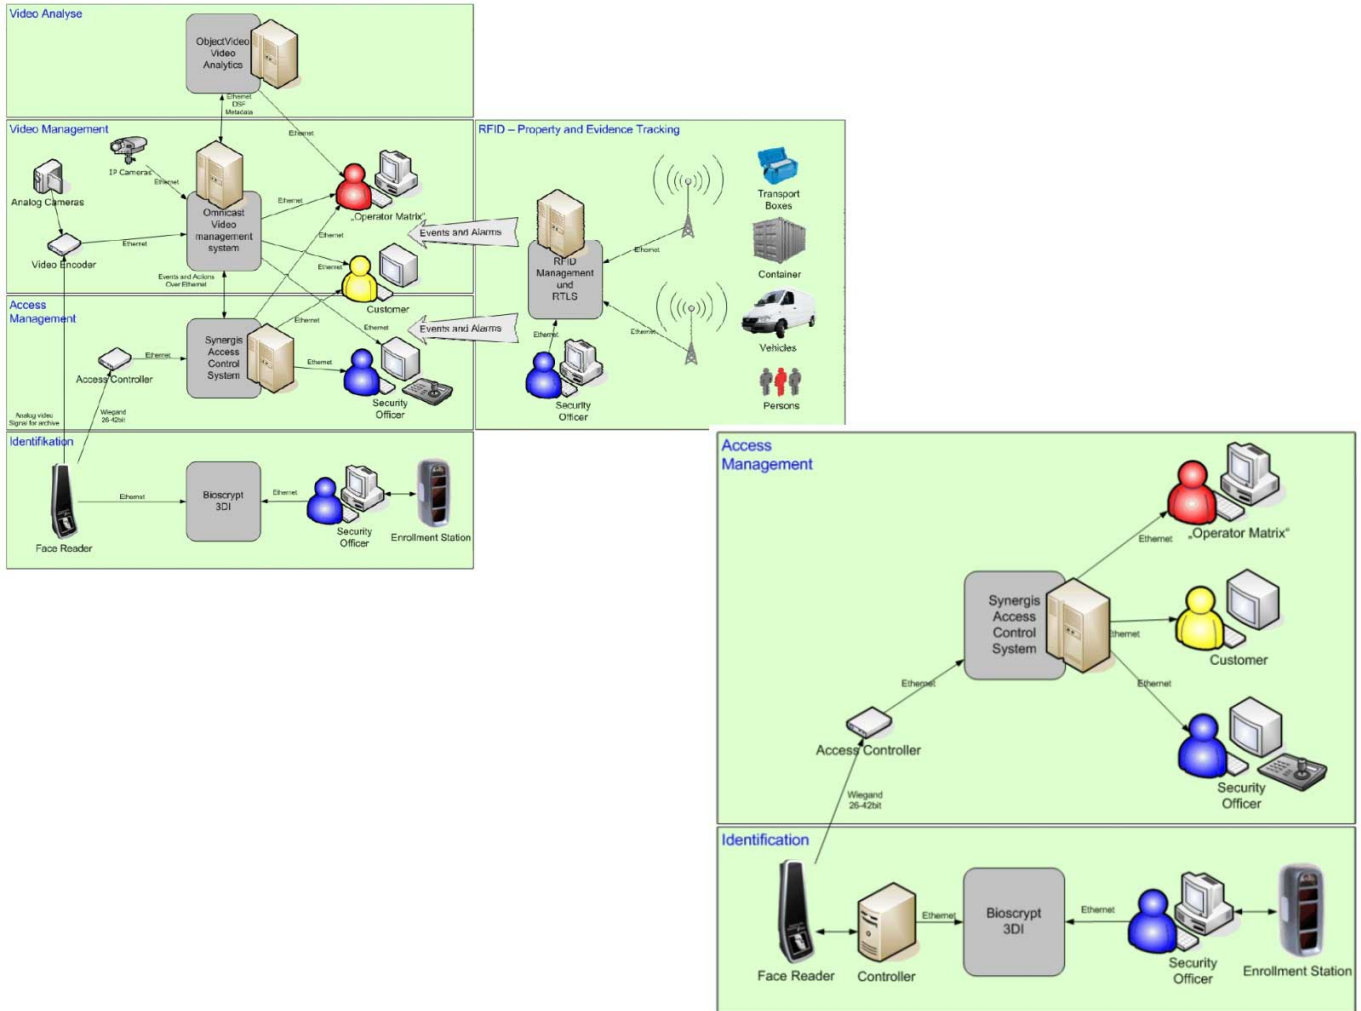 Video Analyse
ObjectVideo
Video
Analytics
Ethernet
DSF
Metadata
Ethernet
Video Management
IP Cameras
Ethernet
Analog Cameras
Omnicast
Video
management
system
Ethernet
„Operator Matrix“
Ethernet
Ethernet
Video Encoder
Ethernet
Events and Actions
Over Ethernet
Customer
Events and Alarms
RFID – Property and Evidence Tracking
RFID
Management
und
RTLS
Ethernet
Ethernet
Ethernet
Security
Officer
Transport
Boxes
Container
Vehicles
Persons
Access
Management
Ethernet
Ethernet
Events and Alarms
Synergis
Access
Control
System
Ethernet
Ethernet
Access Controller
Security
Officer
Analog video
Signal for archive
Wiegand
26-42bit
Identifikation
Ethernet
Bioscrypt
3DI
Ethernet
Security
Officer
Enrollment Station
Face Reader
Access
Management
„Operator Matrix“
Ethernet
Synergis
Access
Control
System
Ethernet
Customer
Ethernet
Ethernet
Access Controller
Security
Officer
Wiegand
26-42bit
Identification
Ethernet
Bioscrypt
3DI
Ethernet
Face Reader
Controller
Security
Officer
Enrollment Station